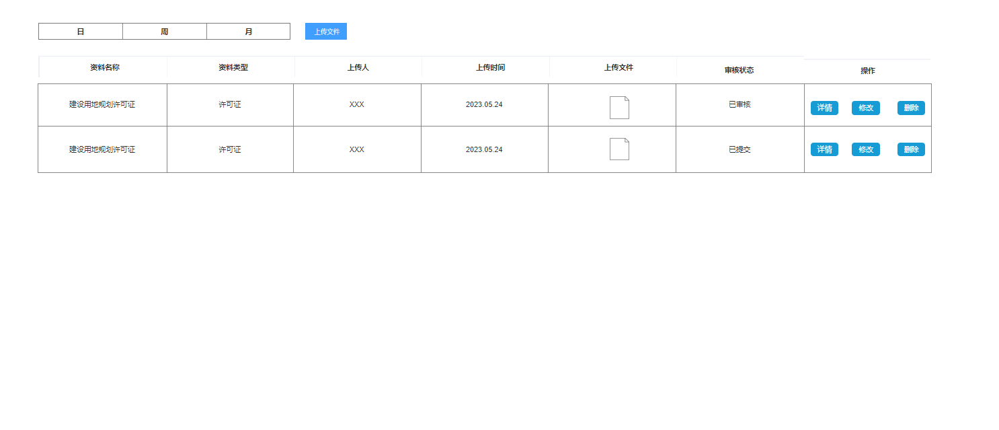 日 周 月 上传文件
资料名称 资料类型 上传人 上传时间 上传文件 审核状态 操作
建设用地规划许可证 许可证 XXX 2023.05.24 已审核 详情 修改 删除
建设用地规划许可证 许可证 XXX 2023.05.24 已提交 详情 修改 删除